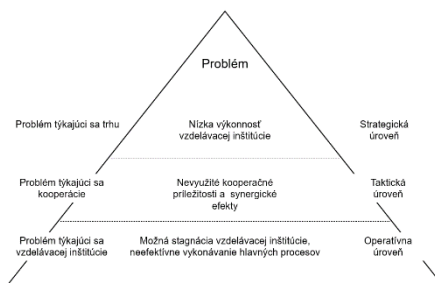 Problém
Problém týkajúci sa trhu
Nízka výkonnosť
vzdelávacej inštitúcie
Strategická
úroveň
Problém týkajúci sa
kooperácie
Nevyužité kooperačné
príležitosti a synergické
efekty
Taktická
úroveň
Problém týkajúci sa
vzdelávacej inštitúcie
Možná stagnácia vzdelávacej inštitúcie,
neefektívne vykonávanie hlavných procesov
Operatívna
úroveň